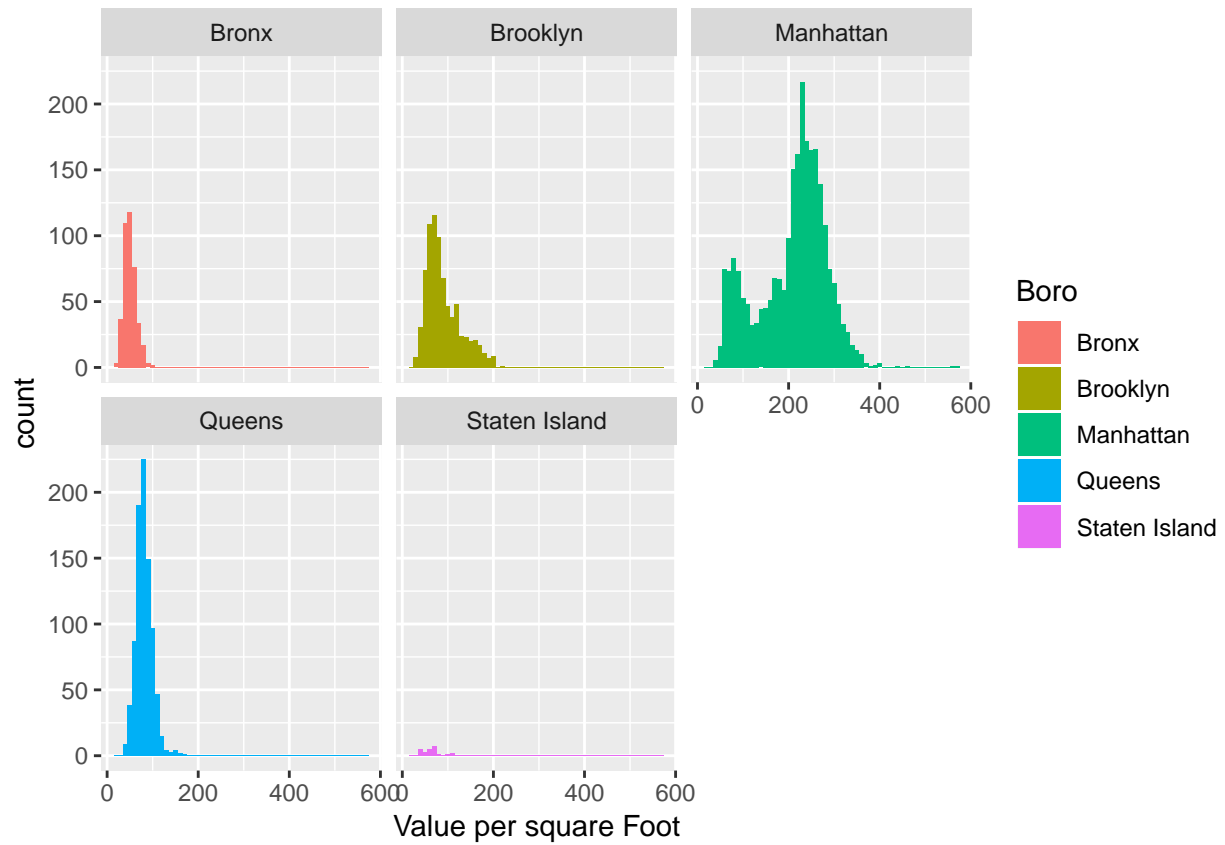 Bronx
Brooklyn
Manhattan
200
150
100
50
0
0 200 400 600
Queens
Staten Island
200
150
100
50
0
0 200 400 600
0 200 400 600
count
Value per square Foot
Boro
Bronx
Brooklyn
Manhattan
Queens
Staten Island